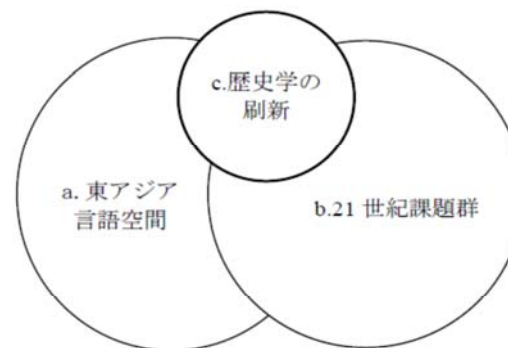 c.歴史学の
刷新
a. 東アジア
言語空間
b.21 世紀課題群